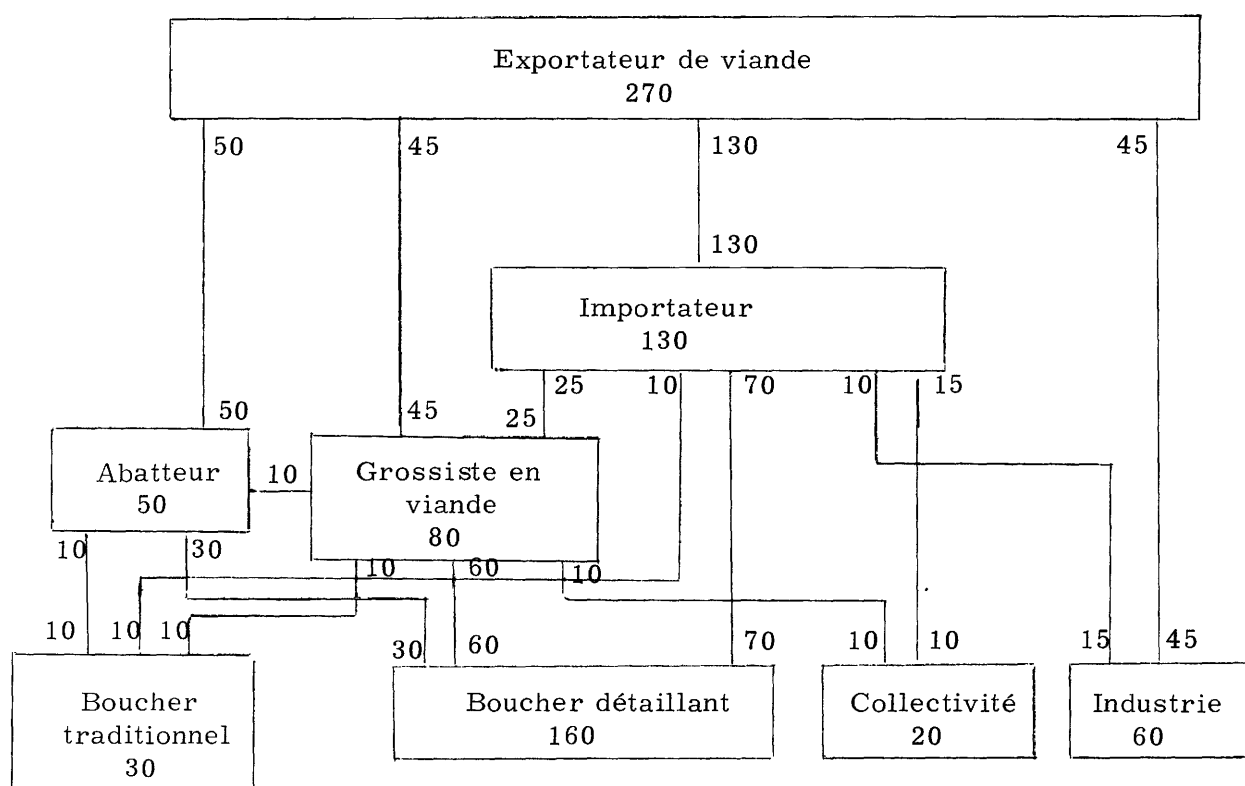 Exportateur de viande
270
50 45 130 45
130
Importateur
130
25 10 70 10 15
50 45 25
Abatteur
50
10
Grossiste en
viande
80
10 30 10 60 10
10 10 10 30 60 70 10 10 15 45
Boucher
traditionnel
30
Boucher détaillant
160
Collectivité
20
Industrie
60